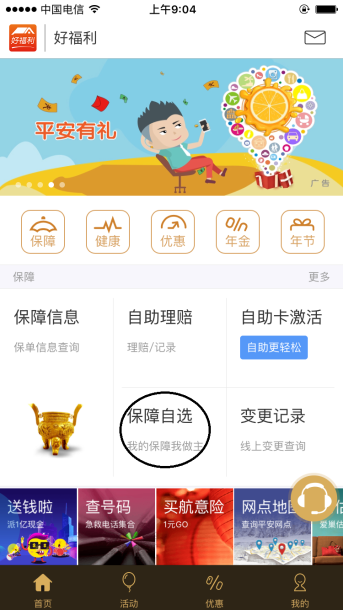 中国电信
上午9:04
好福利
好福利
平安有礼
广告
保障
健康
优惠
年金
年节
保障
更多
保障信息
自助理赔
自助卡激活
保单信息查询
理赔/记录
自助更轻松
保障自选
变更记录
我的保障我做主
线上变更查询
送钱啦
查号码
买航意险
网点地图
派1亿现金
急救电话集合
1元GO
查询平安网点
首页
活动
优惠
我的